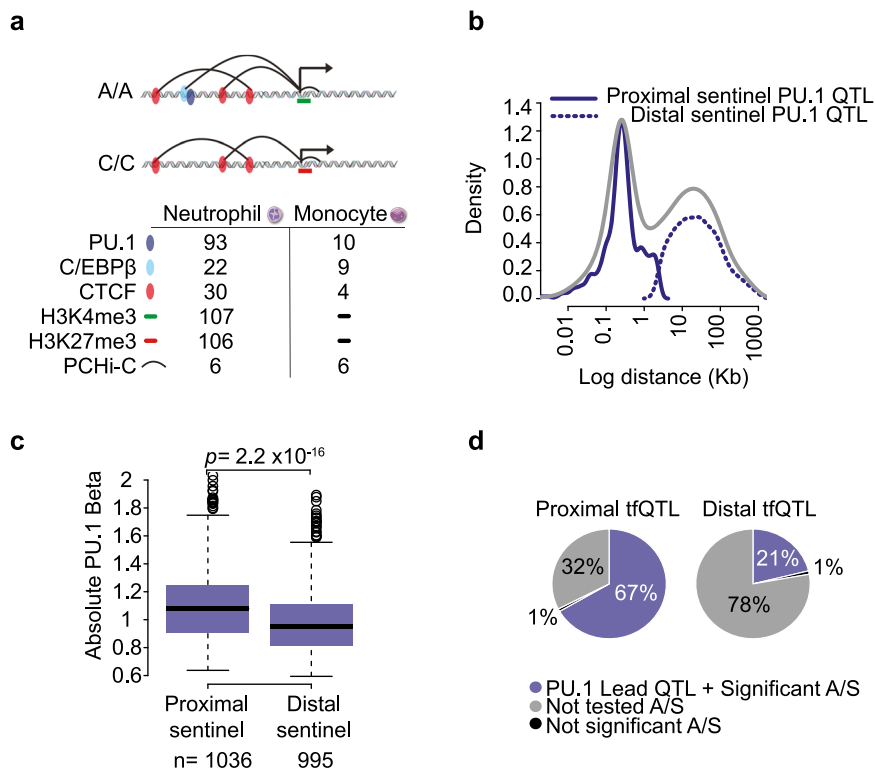 a
A/A
C/C
Neutrophil Monocyte
PU.1 93 10
C/EBPβ 22 9
CTCF 30 4
H3K4me3 107 -
H3K27me3 106 -
PCHi-C 6 6
b
Proximal sentinel PU.1 QTL
Distal sentinel PU.1 QTL
Density
1.4
1.2
1.0
0.8
0.6
0.4
0.2
0.0
0.01 0.1 1 10 100 1000
Log distance (Kb)
c
p= 2.2 x10-16
Absolute PU.1 Beta
2
1.8
1.6
1.4
1.2
1
0.8
0.6
Proximal sentinel
Distal sentinel
n= 1036 995
d
Proximal tfQTL Distal tfQTL
32% 67% 1%
21% 1% 78%
PU.1 Lead QTL + Significant A/S
Not tested A/S
Not significant A/S